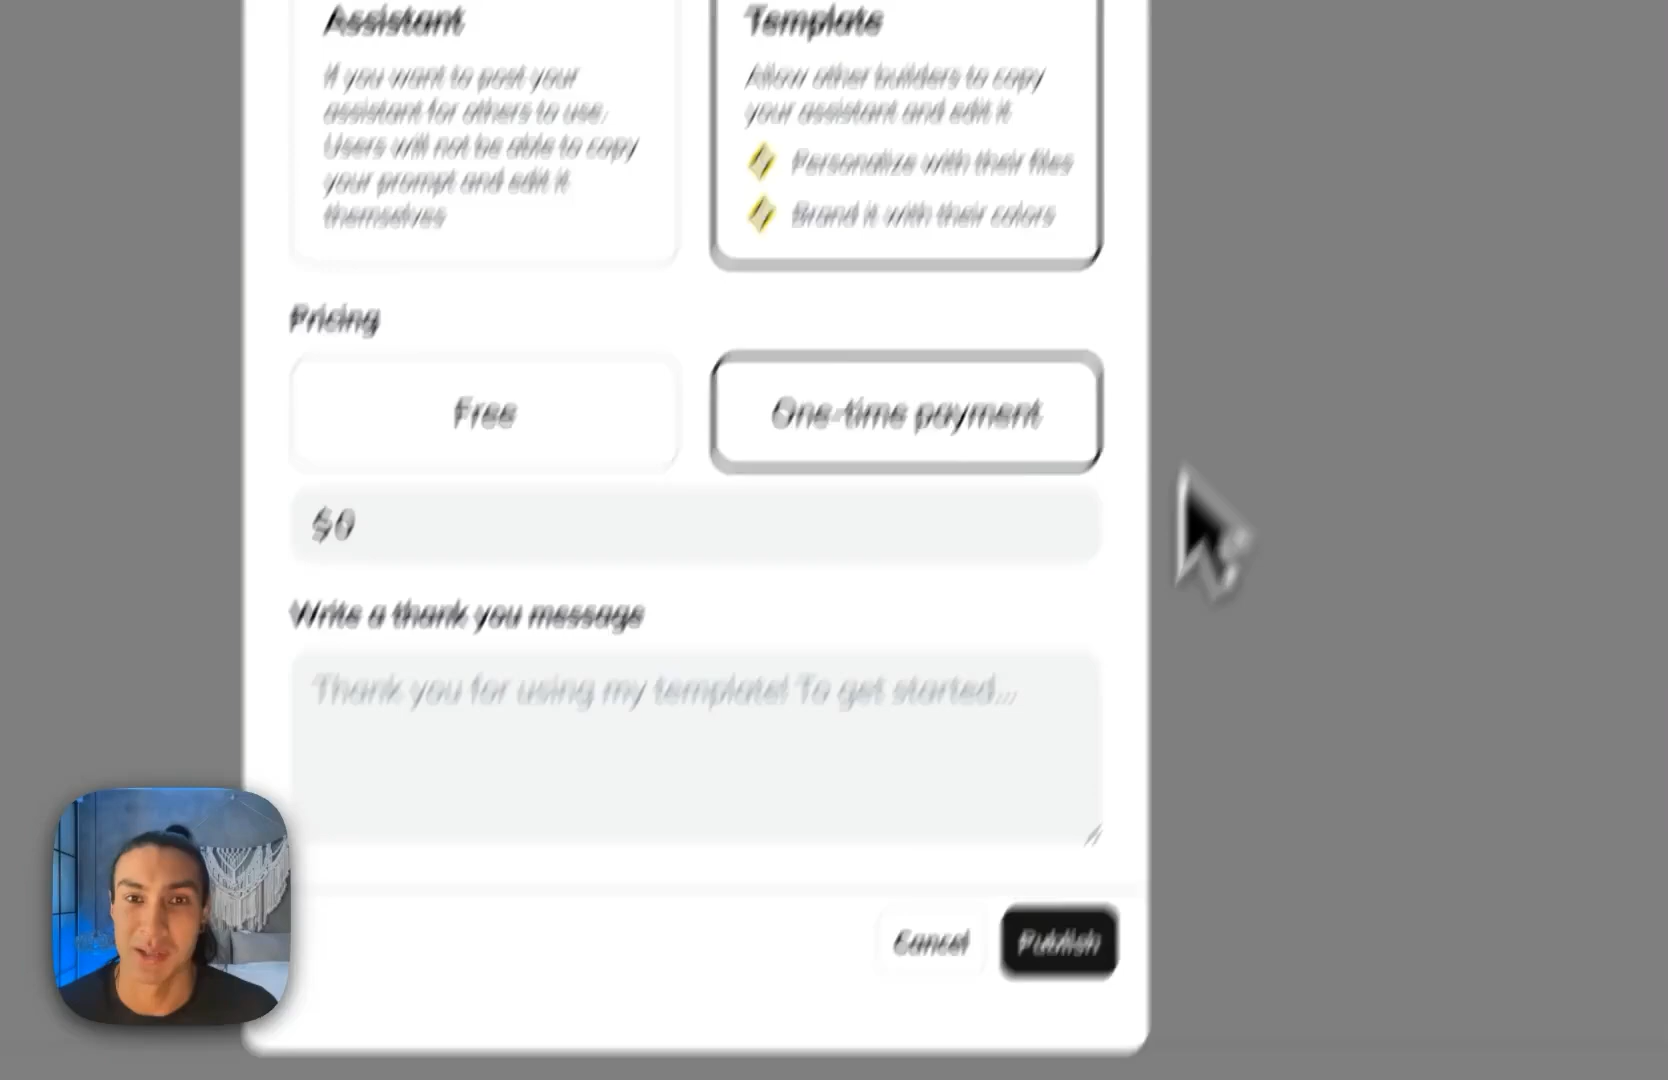 Assistant
If you want to post your
assistant for others to use.
Users will not be able to copy
your prompt and edit it
themselves
Template
Allow other builders to copy
your assistant and edit it
Personalize with their files
Brand it with their colors
Pricing
Free
One-time payment
$0
Write a thank you message
Thank you for using my template! To get started...
Cancel
Publish